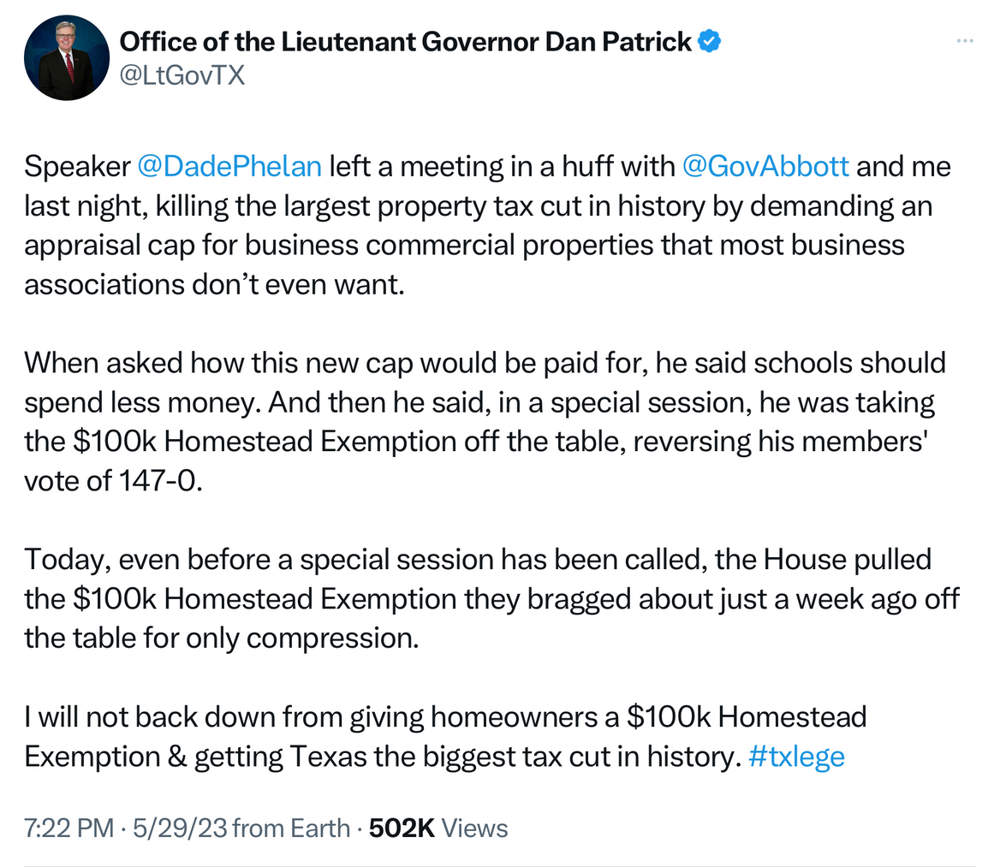 Office of the Lieutenant Governor Dan Patrick
@LtGovTX
Speaker @DadePhelan left a meeting in a huff with @GovAbbott and me
last night, killing the largest property tax cut in history by demanding an
appraisal cap for business commercial properties that most business
associations don’t even want.
When asked how this new cap would be paid for, he said schools should
spend less money. And then he said, in a special session, he was taking
the $100k Homestead Exemption off the table, reversing his members'
vote of 147-0.
Today, even before a special session has been called, the House pulled
the $100k Homestead Exemption they bragged about just a week ago off
the table for only compression.
I will not back down from giving homeowners a $100k Homestead
Exemption & getting Texas the biggest tax cut in history. #txlege
7:22 PM · 5/29/23 from Earth · 502K Views